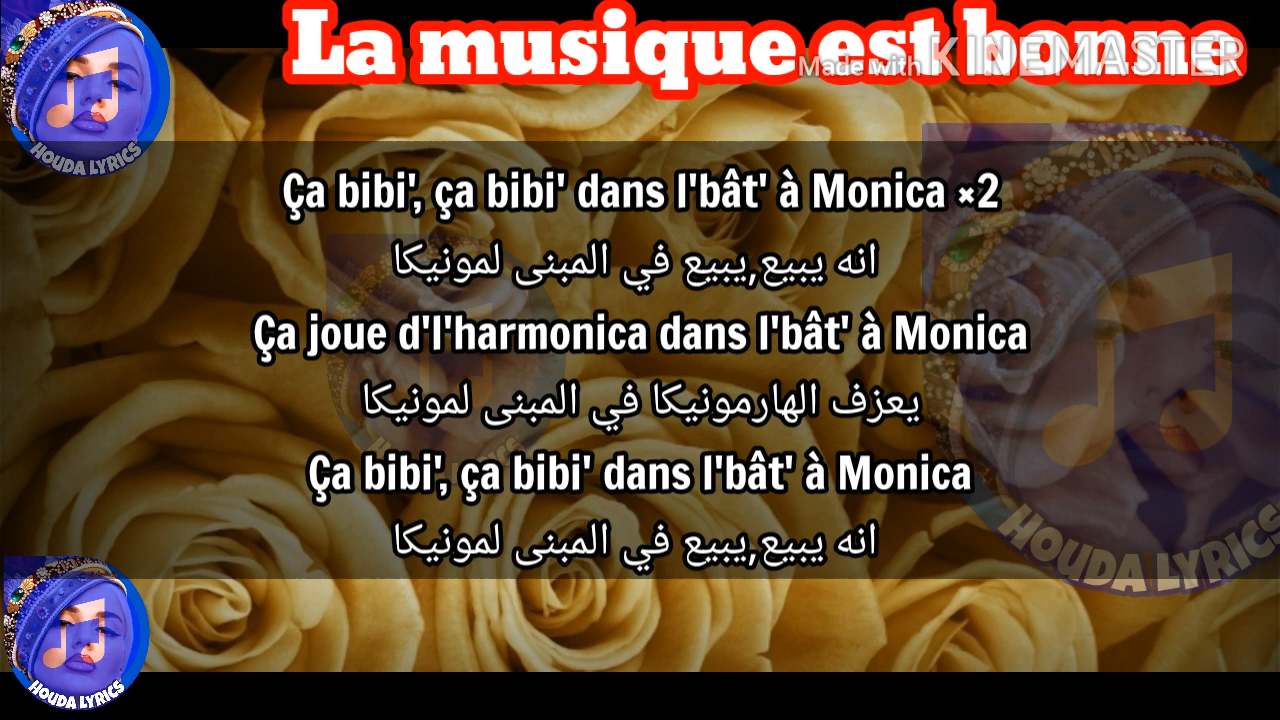 La musique est bonne
Made with KINEMASTER
HOUDA LYRICS
Ça bibi', ça bibi' dans l'bât' à Monica ×2
انه يبيع,يبيع في المبنى لمونيكا
Ça joue d'l'harmonica dans l'bât' à Monica
يعزف الهارمونيكا في المبنى لمونيكا
Ça bibi', ça bibi' dans l'bât' à Monica
انه يبيع,يبيع في المبنى لمونيكا
HOUDA LYRICS
HOUDA LYRICS